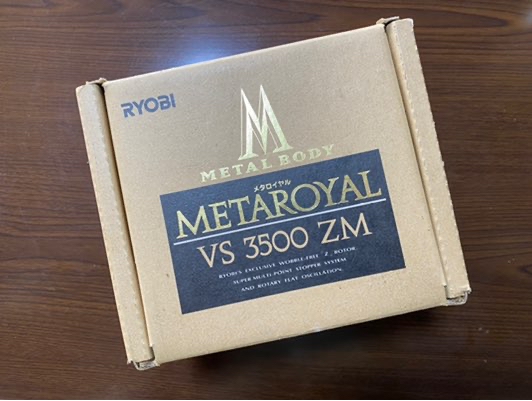 RYOBI
M
METAL BODY
メタロイヤル
METAROYAL
VS 3500 ZM
RYOBI'S EXCLUSIVE WOBBLE-FREE Z ROTOR
SUPER MULTI-POINT STOPPER SYSTEM
AND ROTARY FLAT OSCILLATION.